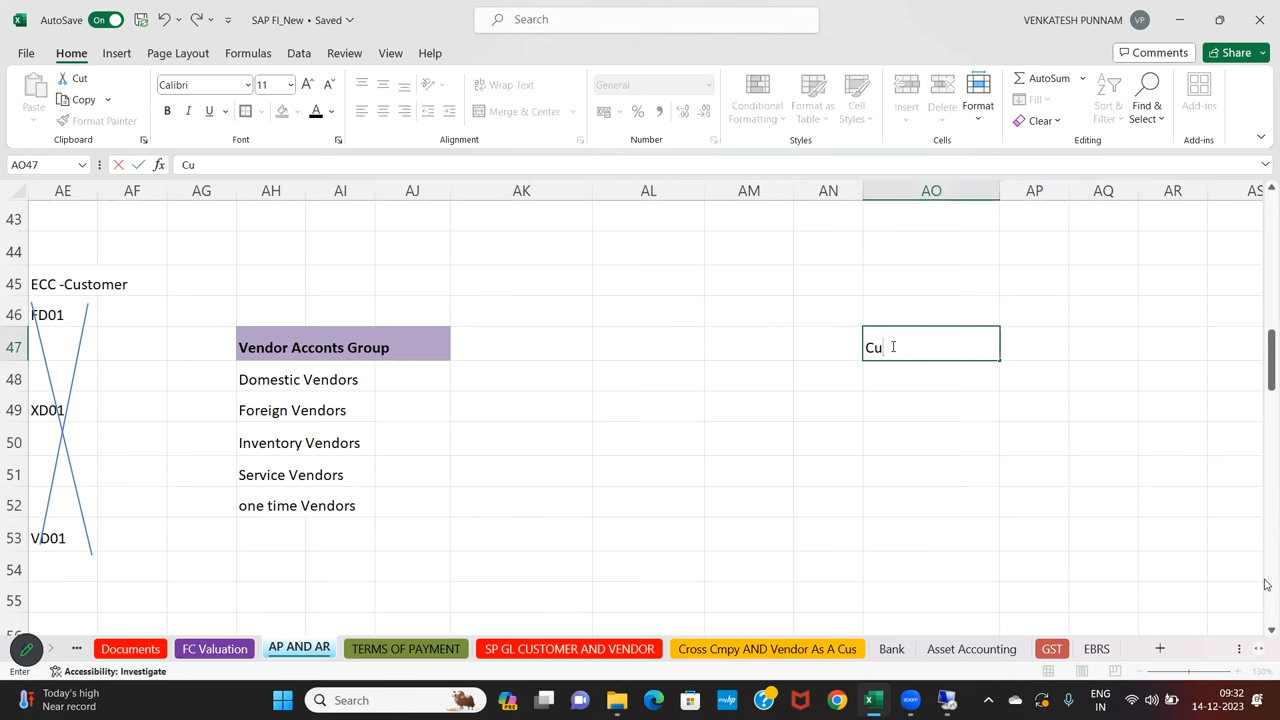 AutoSave On SAP FI_New • Saved Search VENKATESH PUNNAM VP
File Home Insert Page Layout Formulas Data Review View Help Comments Share
Paste Cut Copy Format Painter
Calibri 11
B I U
Wrap Text
Merge & Center
General
Conditional Formatting Format as Table Cell Styles
Insert Delete Format
AutoSum Fill Clear
Sort & Filter Find & Select
Add-ins
Clipboard Font Alignment Number Styles Cells Editing Add-ins
AO47 fx Cu
AE AF AG AH AI AJ AK AL AM AN AO AP AQ AR AS
43
44
45 ECC -Customer
46 FD01
47 Vendor Acconts Group Cu
48 Domestic Vendors
49 XD01 Foreign Vendors
50 Inventory Vendors
51 Service Vendors
52 one time Vendors
53 VD01
54
55
56
Documents FC Valuation AP AND AR TERMS OF PAYMENT SP GL CUSTOMER AND VENDOR Cross Cmpy AND Vendor As A Cus Bank Asset Accounting GST EBRS
Enter Accessibility: Investigate 130%
Today's high
Near record
Search
ENG
IN
09:32
14-12-2023